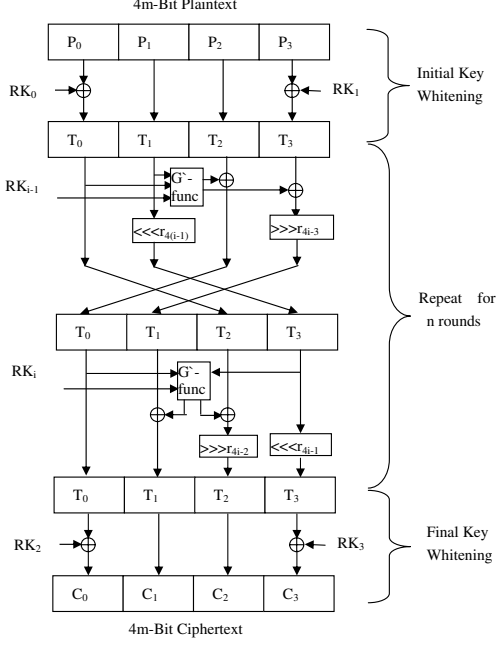 4m-Bit Plaintext
P0 P1 P2 P3
RK0
RK1
Initial Key
Whitening
T0 T1 T2 T3
RKi-1
G`-
func
<<<r4(i-1)
>>>r4i-3
Repeat for
n rounds
T0 T1 T2 T3
RKi
G`-
func
>>>r4i-2
<<<r4i-1
T0 T1 T2 T3
RK2
RK3
Final Key
Whitening
C0 C1 C2 C3
4m-Bit Ciphertext